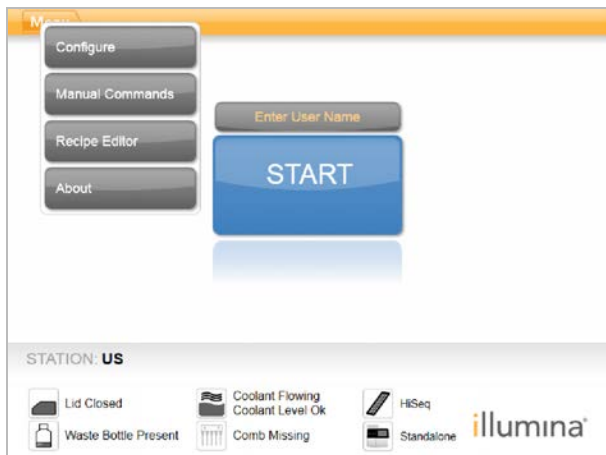 Menu
Configure
Manual Commands
Recipe Editor
About
Enter User Name
START
STATION: US
Lid Closed
Coolant Flowing
Coolant Level Ok
HiSeq
Waste Bottle Present
Comb Missing
Standalone
illumina